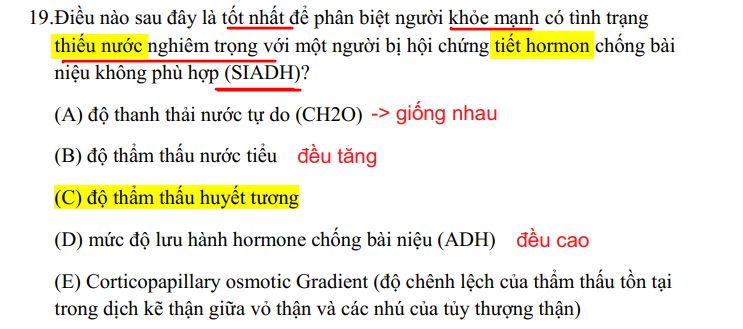 19.Điều nào sau đây là tốt nhất để phân biệt người khỏe mạnh có tình trạng
thiếu nước nghiêm trọng với một người bị hội chứng tiết hormon chống bài
niệu không phù hợp (SIADH)?
(A) độ thanh thải nước tự do (CH2O) -> giống nhau
(B) độ thẩm thấu nước tiểu đều tăng
(C) độ thẩm thấu huyết tương
(D) mức độ lưu hành hormone chống bài niệu (ADH) đều cao
(E) Corticopapillary osmotic Gradient (độ chênh lệch của thẩm thấu tồn tại
trong dịch kẽ thận giữa vỏ thận và các nhú của tủy thượng thận)